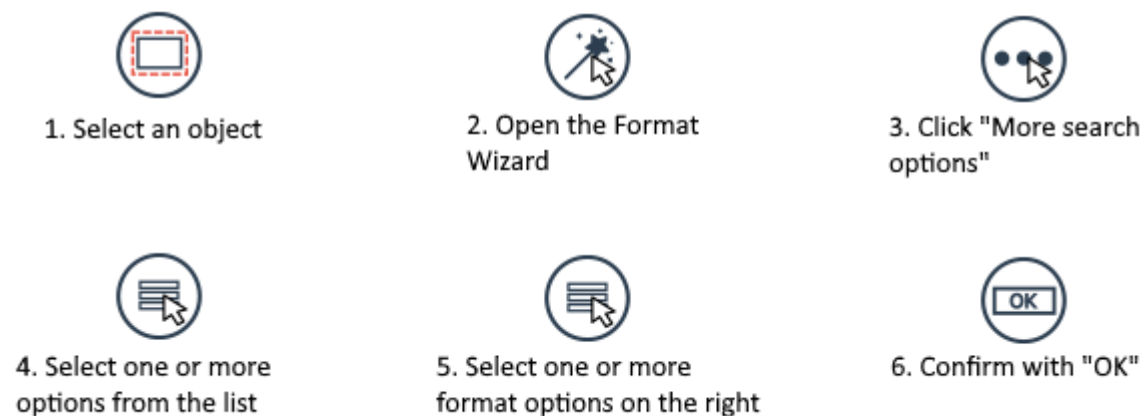 1. Select an object
2. Open the Format
Wizard
3. Click "More search
options"
4. Select one or more
options from the list
5. Select one or more
format options on the right
OK
6. Confirm with "OK"